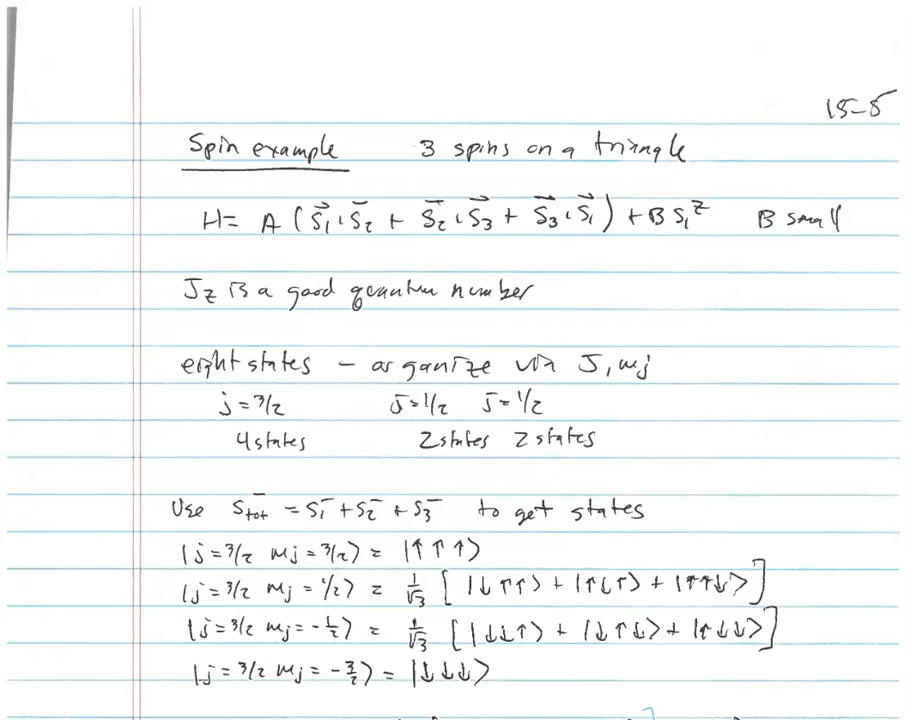 15-5
Spin example 3 spins on a triangle
H= A (S⃗₁·S⃗₂ + S⃗₂·S⃗₃ + S⃗₃·S⃗₁) + B S₁ᶻ B small
Jz is a good quantum number
eight states – organize via J, mj
j = 3/2 J=1/2 J=1/2
4 states 2 states 2 states
Use S⁻tot = S₁⁻ + S₂⁻ + S₃⁻ to get states
|j = 3/2 mj = 3/2⟩ = |↑↑↑⟩
|j = 3/2 mj = 1/2⟩ = 1/√3 [ |↓↑↑⟩ + |↑↓↑⟩ + |↑↑↓⟩ ]
|j = 3/2 mj = -1/2⟩ = 1/√3 [ |↓↓↑⟩ + |↓↑↓⟩ + |↑↓↓⟩ ]
|j = 3/2 mj = -3/2⟩ = |↓↓↓⟩